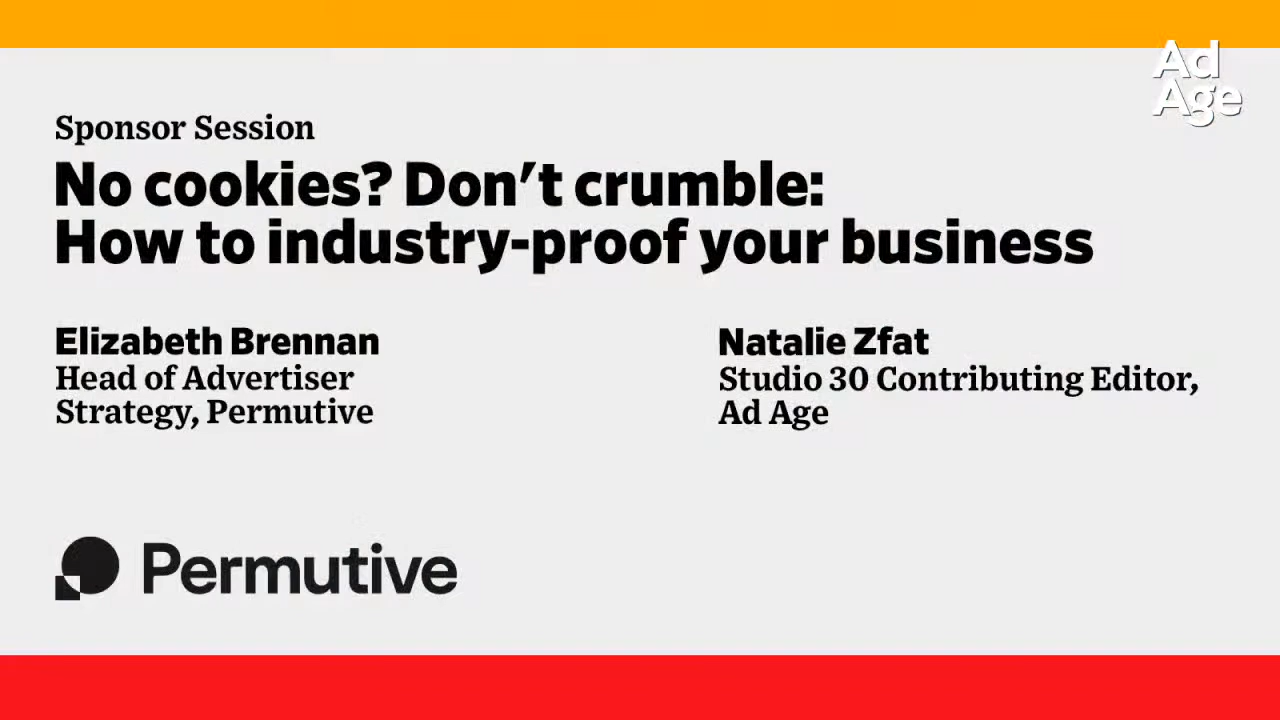 Ad
Age
Sponsor Session
No cookies? Don’t crumble:
How to industry-proof your business
Elizabeth Brennan
Head of Advertiser
Strategy, Permutive
Natalie Zfat
Studio 30 Contributing Editor,
Ad Age
Permutive